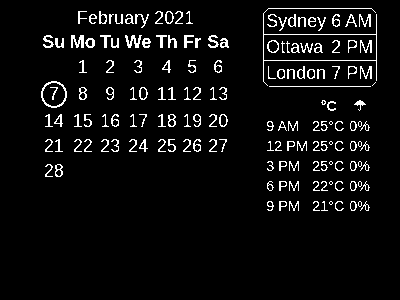 February 2021
Su Mo Tu We Th Fr Sa
1 2 3 4 5 6
7 8 9 10 11 12 13
14 15 16 17 18 19 20
21 22 23 24 25 26 27
28
Sydney 6 AM
Ottawa 2 PM
London 7 PM
°C ☂
9 AM 25°C 0%
12 PM 25°C 0%
3 PM 25°C 0%
6 PM 22°C 0%
9 PM 21°C 0%